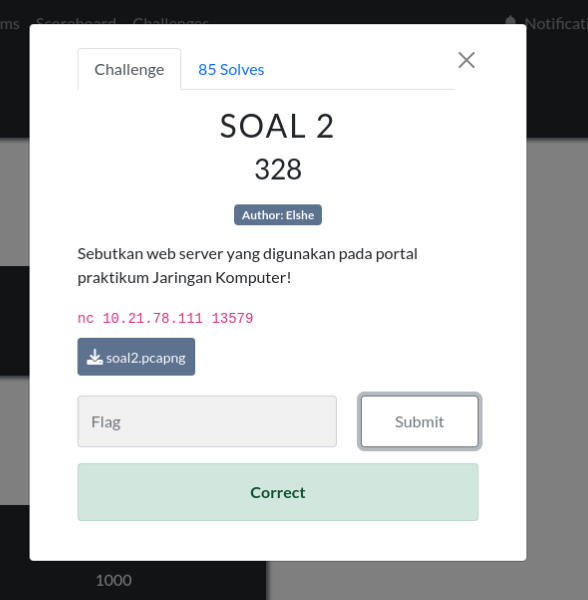 ms Scoreboard Challenges Notificati
Challenge
85 Solves
SOAL 2
328
Author: Elshe
Sebutkan web server yang digunakan pada portal
praktikum Jaringan Komputer!
nc 10.21.78.111 13579
soal2.pcapng
Flag
Submit
Correct
1000